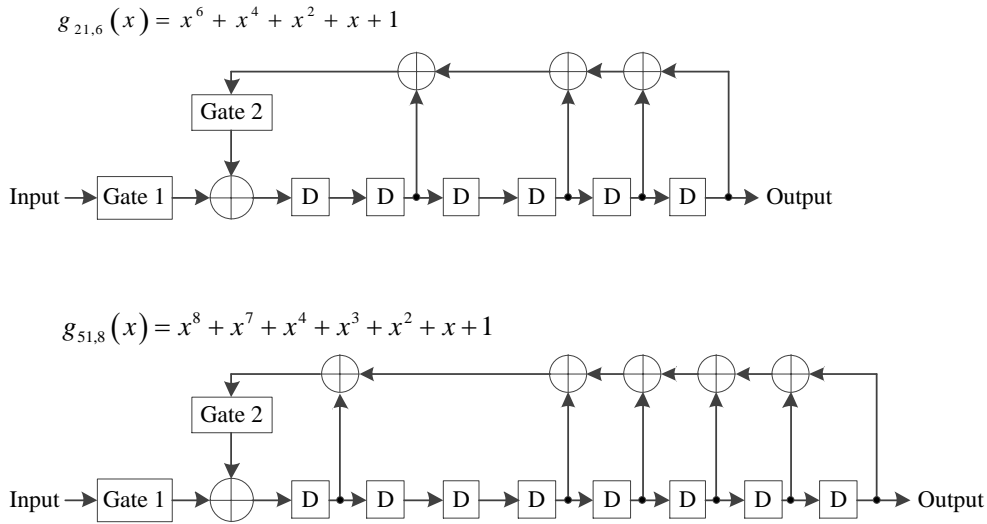 g₂₁,₆(x) = x⁶ + x⁴ + x² + x + 1
Gate 2
Input Gate 1 D D D D D D Output
g₅₁,₈(x) = x⁸ + x⁷ + x⁴ + x³ + x² + x + 1
Gate 2
Input Gate 1 D D D D D D D D Output